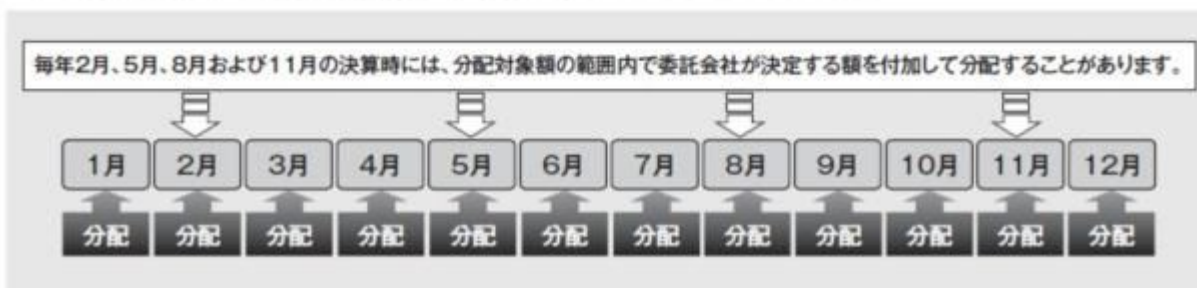 毎年2月、5月、8月および11月の決算時には、分配対象額の範囲内で委託会社が決定する額を付加して分配することがあります。
1月 2月 3月 4月 5月 6月 7月 8月 9月 10月 11月 12月
分配 分配 分配 分配 分配 分配 分配 分配 分配 分配 分配 分配